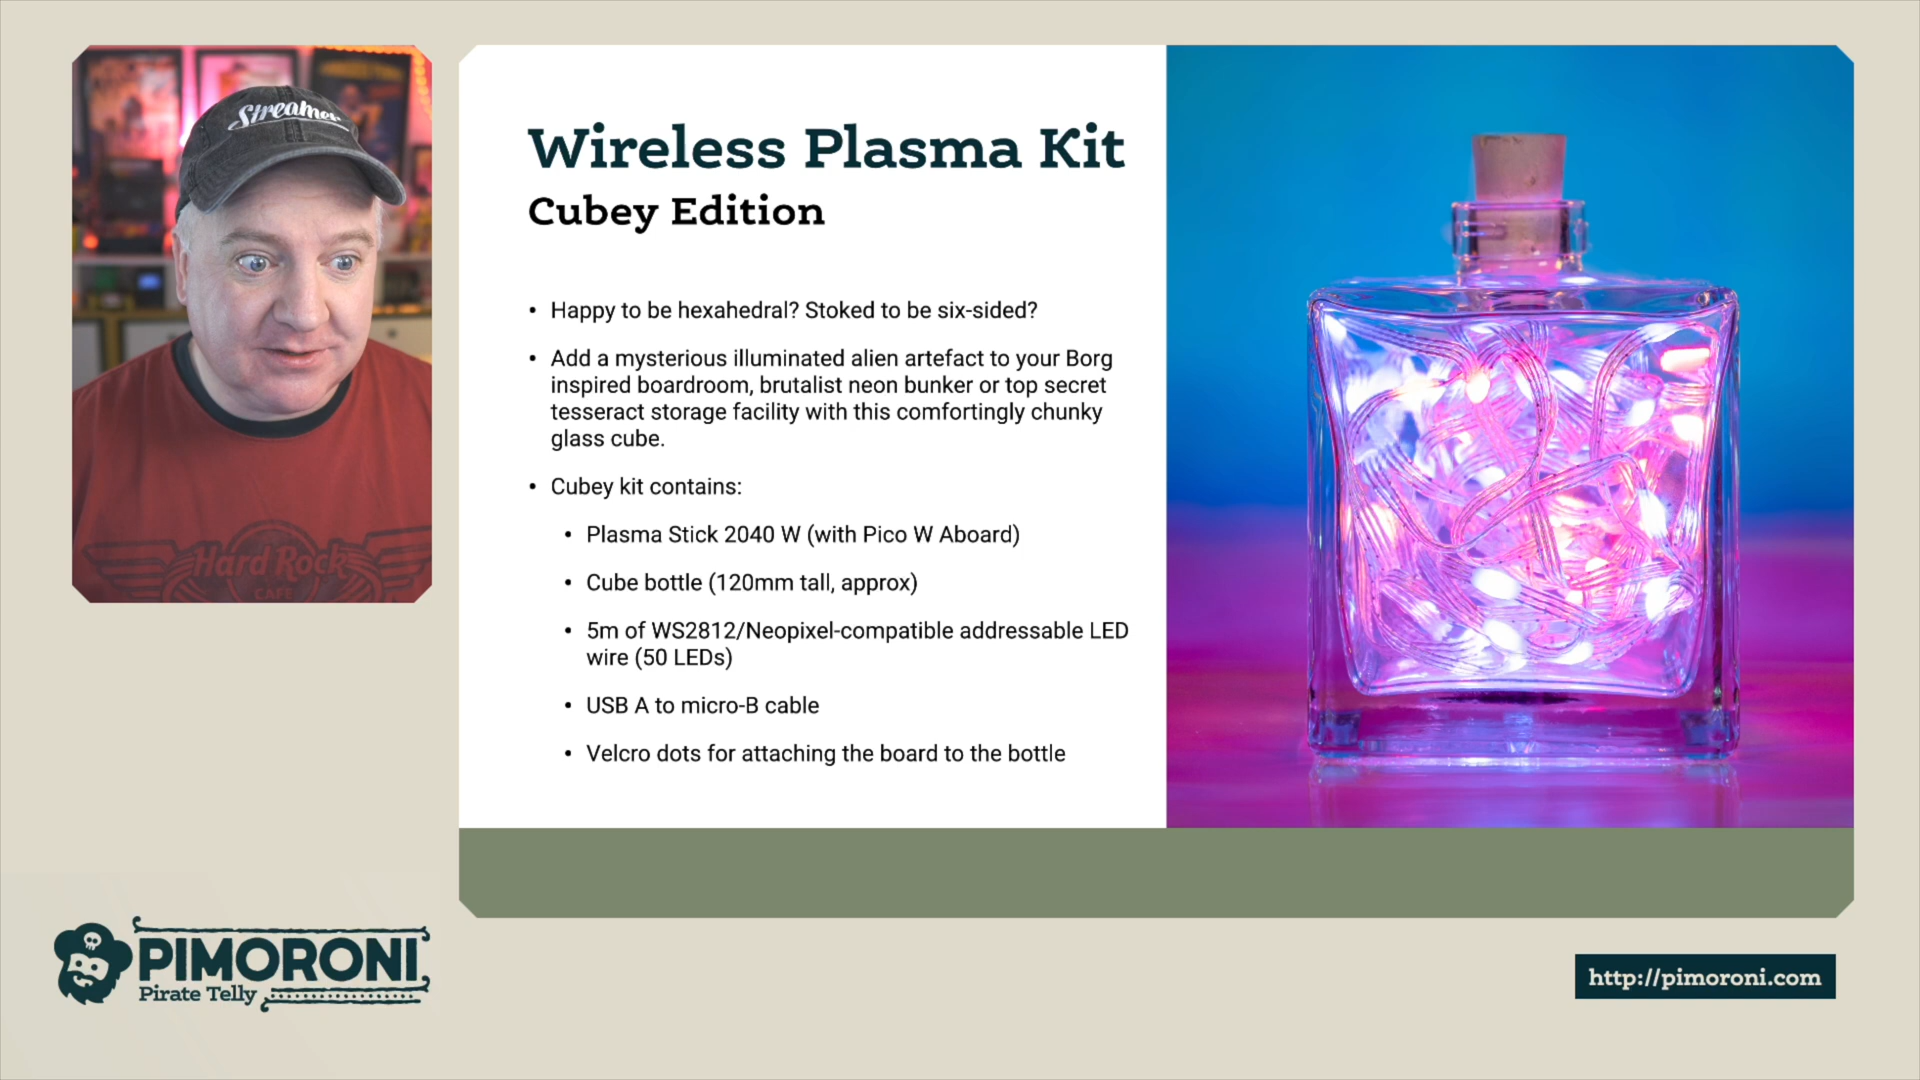 Streamer
Hard Rock
CAFE
Wireless Plasma Kit
Cubey Edition
• Happy to be hexahedral? Stoked to be six-sided?
• Add a mysterious illuminated alien artefact to your Borg
inspired boardroom, brutalist neon bunker or top secret
tesseract storage facility with this comfortingly chunky
glass cube.
• Cubey kit contains:
• Plasma Stick 2040 W (with Pico W Aboard)
• Cube bottle (120mm tall, approx)
• 5m of WS2812/Neopixel-compatible addressable LED
wire (50 LEDs)
• USB A to micro-B cable
• Velcro dots for attaching the board to the bottle
PIMORONI
Pirate Telly
http://pimoroni.com